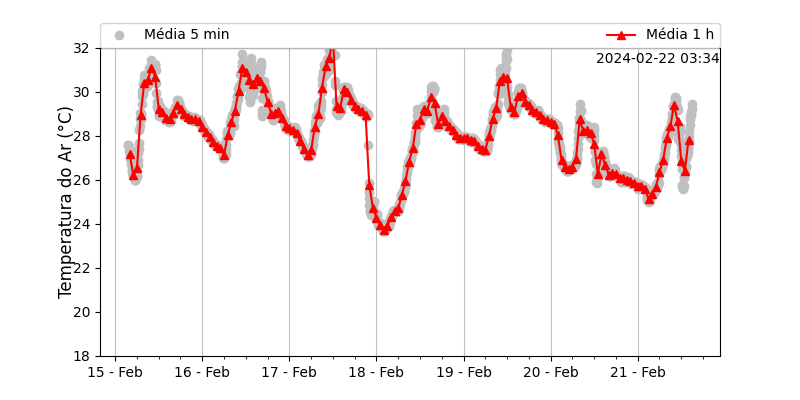 Média 5 min
Média 1 h
2024-02-22 03:34
Temperatura do Ar (°C)
32
30
28
26
24
22
20
18
15 - Feb
16 - Feb
17 - Feb
18 - Feb
19 - Feb
20 - Feb
21 - Feb